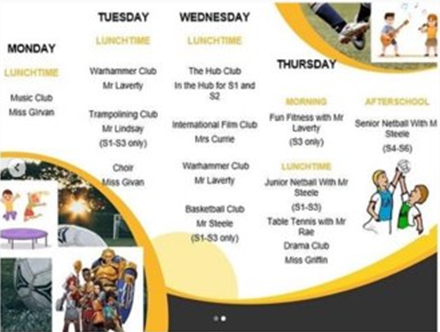 MONDAY
LUNCHTIME
Music Club
Miss Girvan
TUESDAY
LUNCHTIME
Warhammer Club
Mr Laverty
Trampolining Club
Mr Lindsay
(S1-S3 only)
Choir
Miss Givan
WEDNESDAY
LUNCHTIME
The Hub Club
In the Hub for S1 and
S2
International Film Club
Mrs Currie
Warhammer Club
Mr Laverty
Basketball Club
Mr Steele
(S1-S3 only)
THURSDAY
MORNING
Fun Fitness with Mr
Laverty
(S3 only)
LUNCHTIME
Junior Netball With Mr
Steele
(S1-S3)
Table Tennis with Mr
Rae
Drama Club
Miss Griffin
AFTERSCHOOL
Senior Netball With M
Steele
(S4-S6)